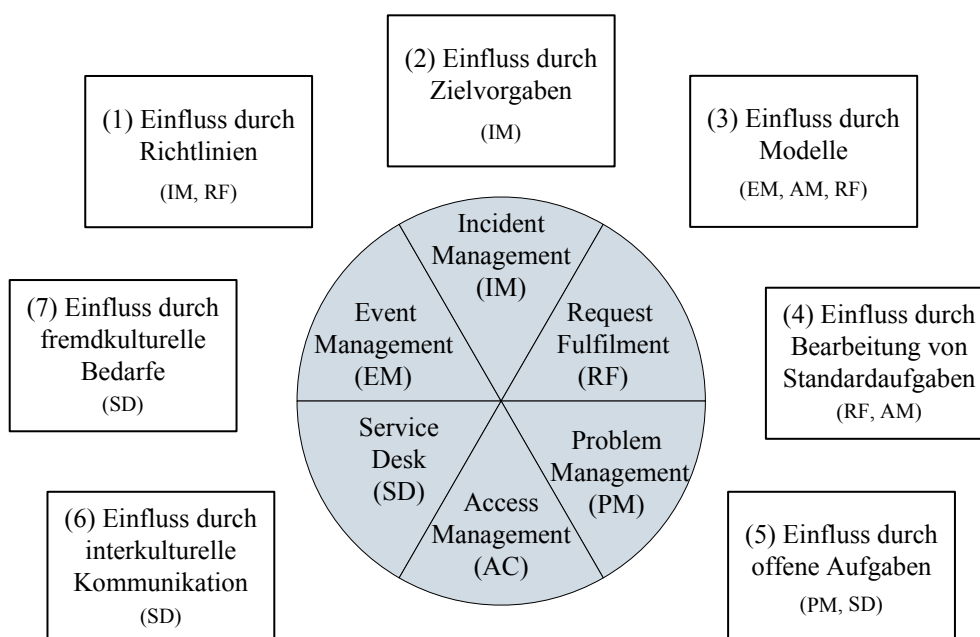 (1) Einfluss durch
Richtlinien
(IM, RF)
(2) Einfluss durch
Zielvorgaben
(IM)
(3) Einfluss durch
Modelle
(EM, AM, RF)
(7) Einfluss durch
fremdkulturelle
Bedarfe
(SD)
Incident
Management
(IM)
Event
Management
(EM)
Request
Fulfilment
(RF)
(4) Einfluss durch
Bearbeitung von
Standardaufgaben
(RF, AM)
Service
Desk
(SD)
Access
Management
(AC)
Problem
Management
(PM)
(6) Einfluss durch
interkulturelle
Kommunikation
(SD)
(5) Einfluss durch
offene Aufgaben
(PM, SD)